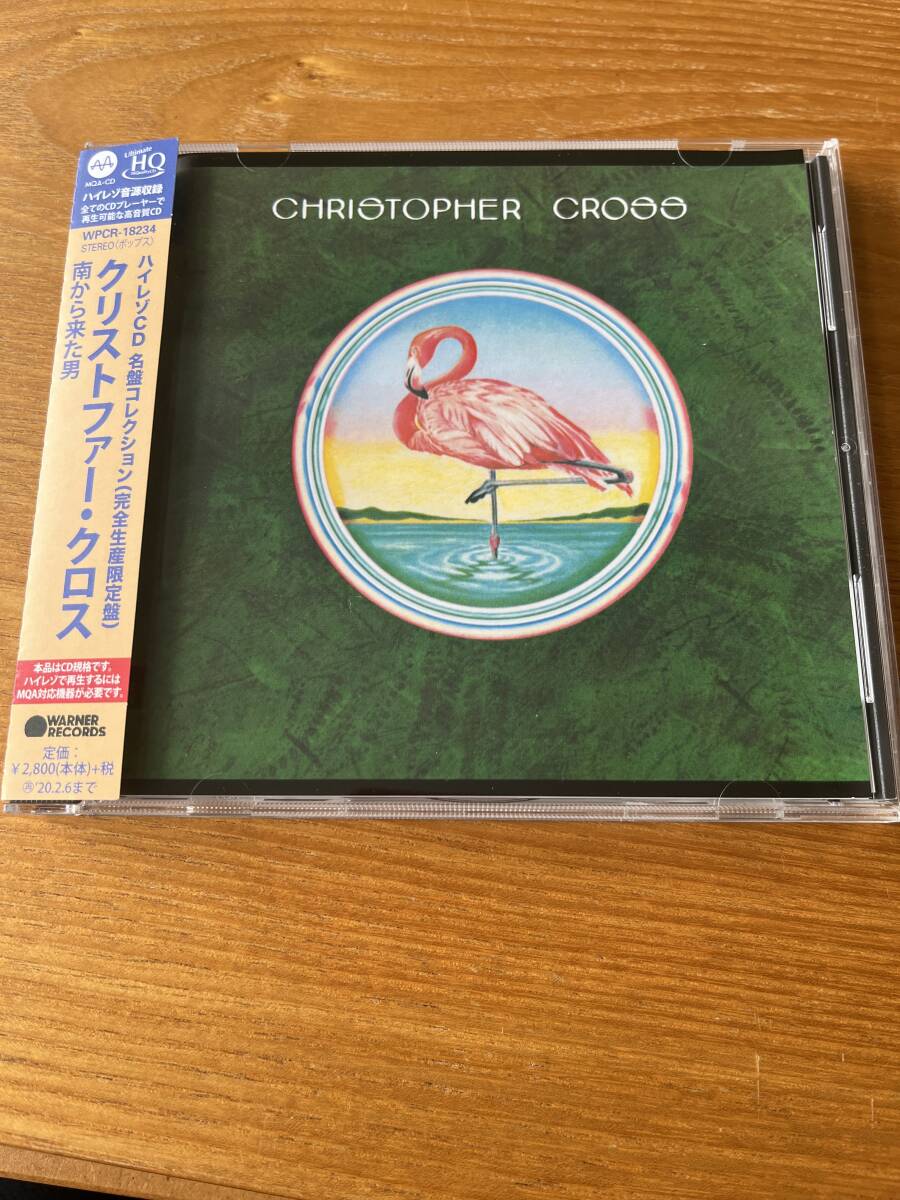 MQA-CD
Ultimate
HQ
HiQualityCD
ハイレゾ音源収録
全てのCDプレーヤーで
再生可能な高音質CD
WPCR-18234
STEREO〈ポップス〉
ハイレゾCD 名盤コレクション(完全生産限定盤)
クリストファー・クロス
南から来た男
本品はCD規格です。
ハイレゾで再生するには
MQA対応機器が必要です。
WARNER
RECORDS
定価：
￥2,800(本体)+税
㋐'20.2.6まで
CHRISTOPHER CROSS